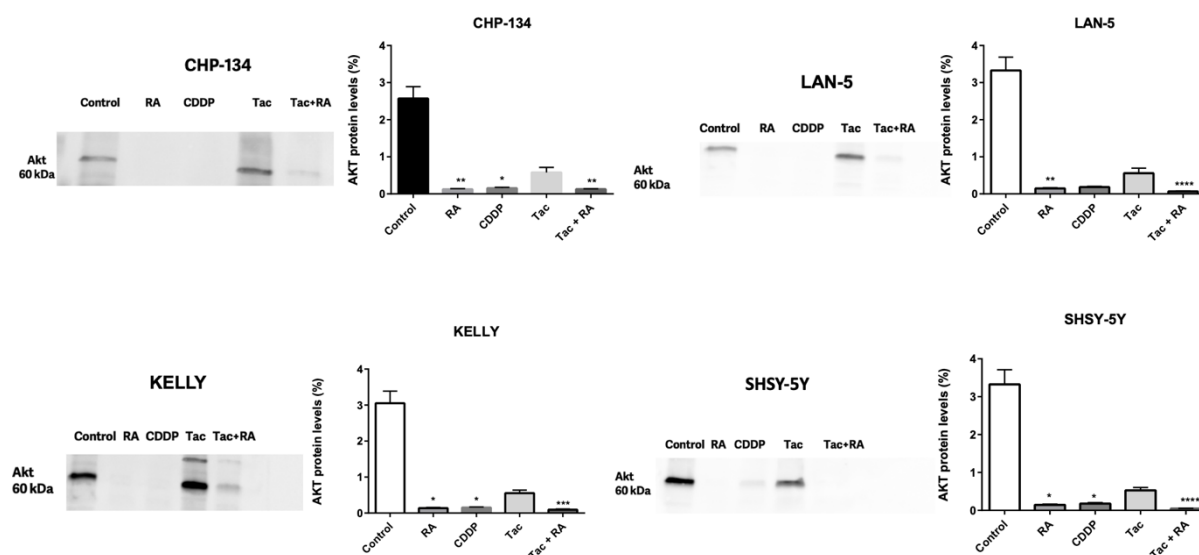 CHP-134
Control RA CDDP Tac Tac+RA
Akt
60 kDa
CHP-134
AKT protein levels (%)
4
3
2
1
0
** * **
Control RA CDDP Tac Tac + RA
LAN-5
Control RA CDDP Tac Tac+RA
Akt
60 kDa
LAN-5
AKT protein levels (%)
4
3
2
1
0
** ****
Control RA CDDP Tac Tac + RA
KELLY
Control RA CDDP Tac Tac+RA
Akt
60 kDa
KELLY
AKT protein levels (%)
4
3
2
1
0
* * ***
Control RA CDDP Tac Tac + RA
SHSY-5Y
Control RA CDDP Tac Tac+RA
Akt
60 kDa
SHSY-5Y
AKT protein levels (%)
4
3
2
1
0
* * ****
Control RA CDDP Tac Tac + RA